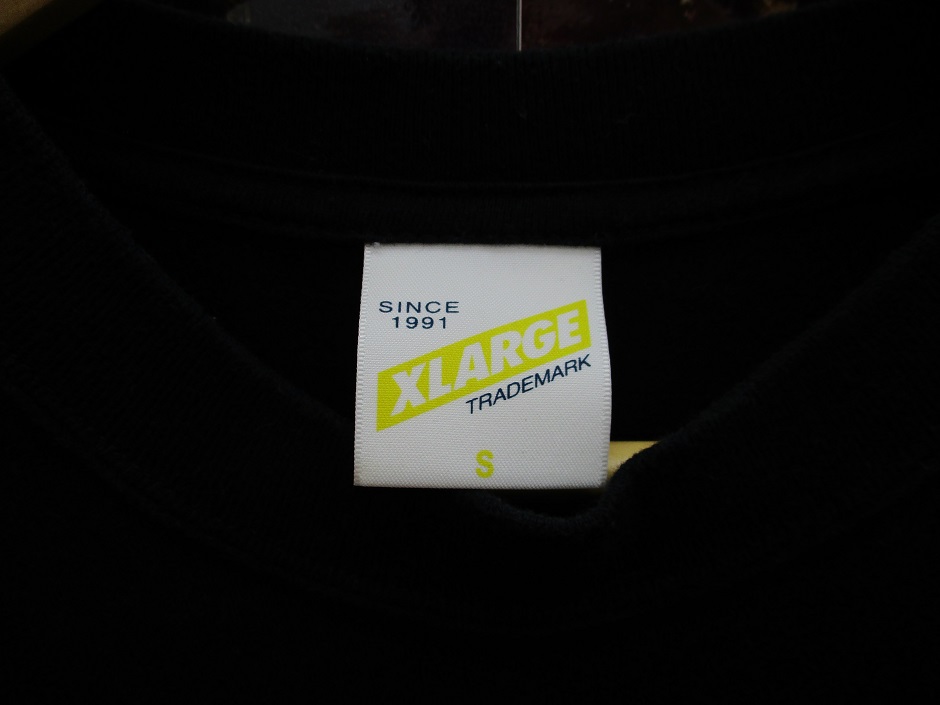 SINCE
1991
XLARGE
TRADEMARK
S